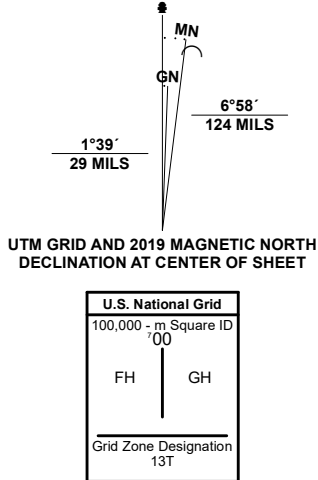 MN
GN
6°58´
124 MILS
1°39´
29 MILS
UTM GRID AND 2019 MAGNETIC NORTH
DECLINATION AT CENTER OF SHEET
U.S. National Grid
100,000 - m Square ID
⁷00
FH GH
Grid Zone Designation
13T